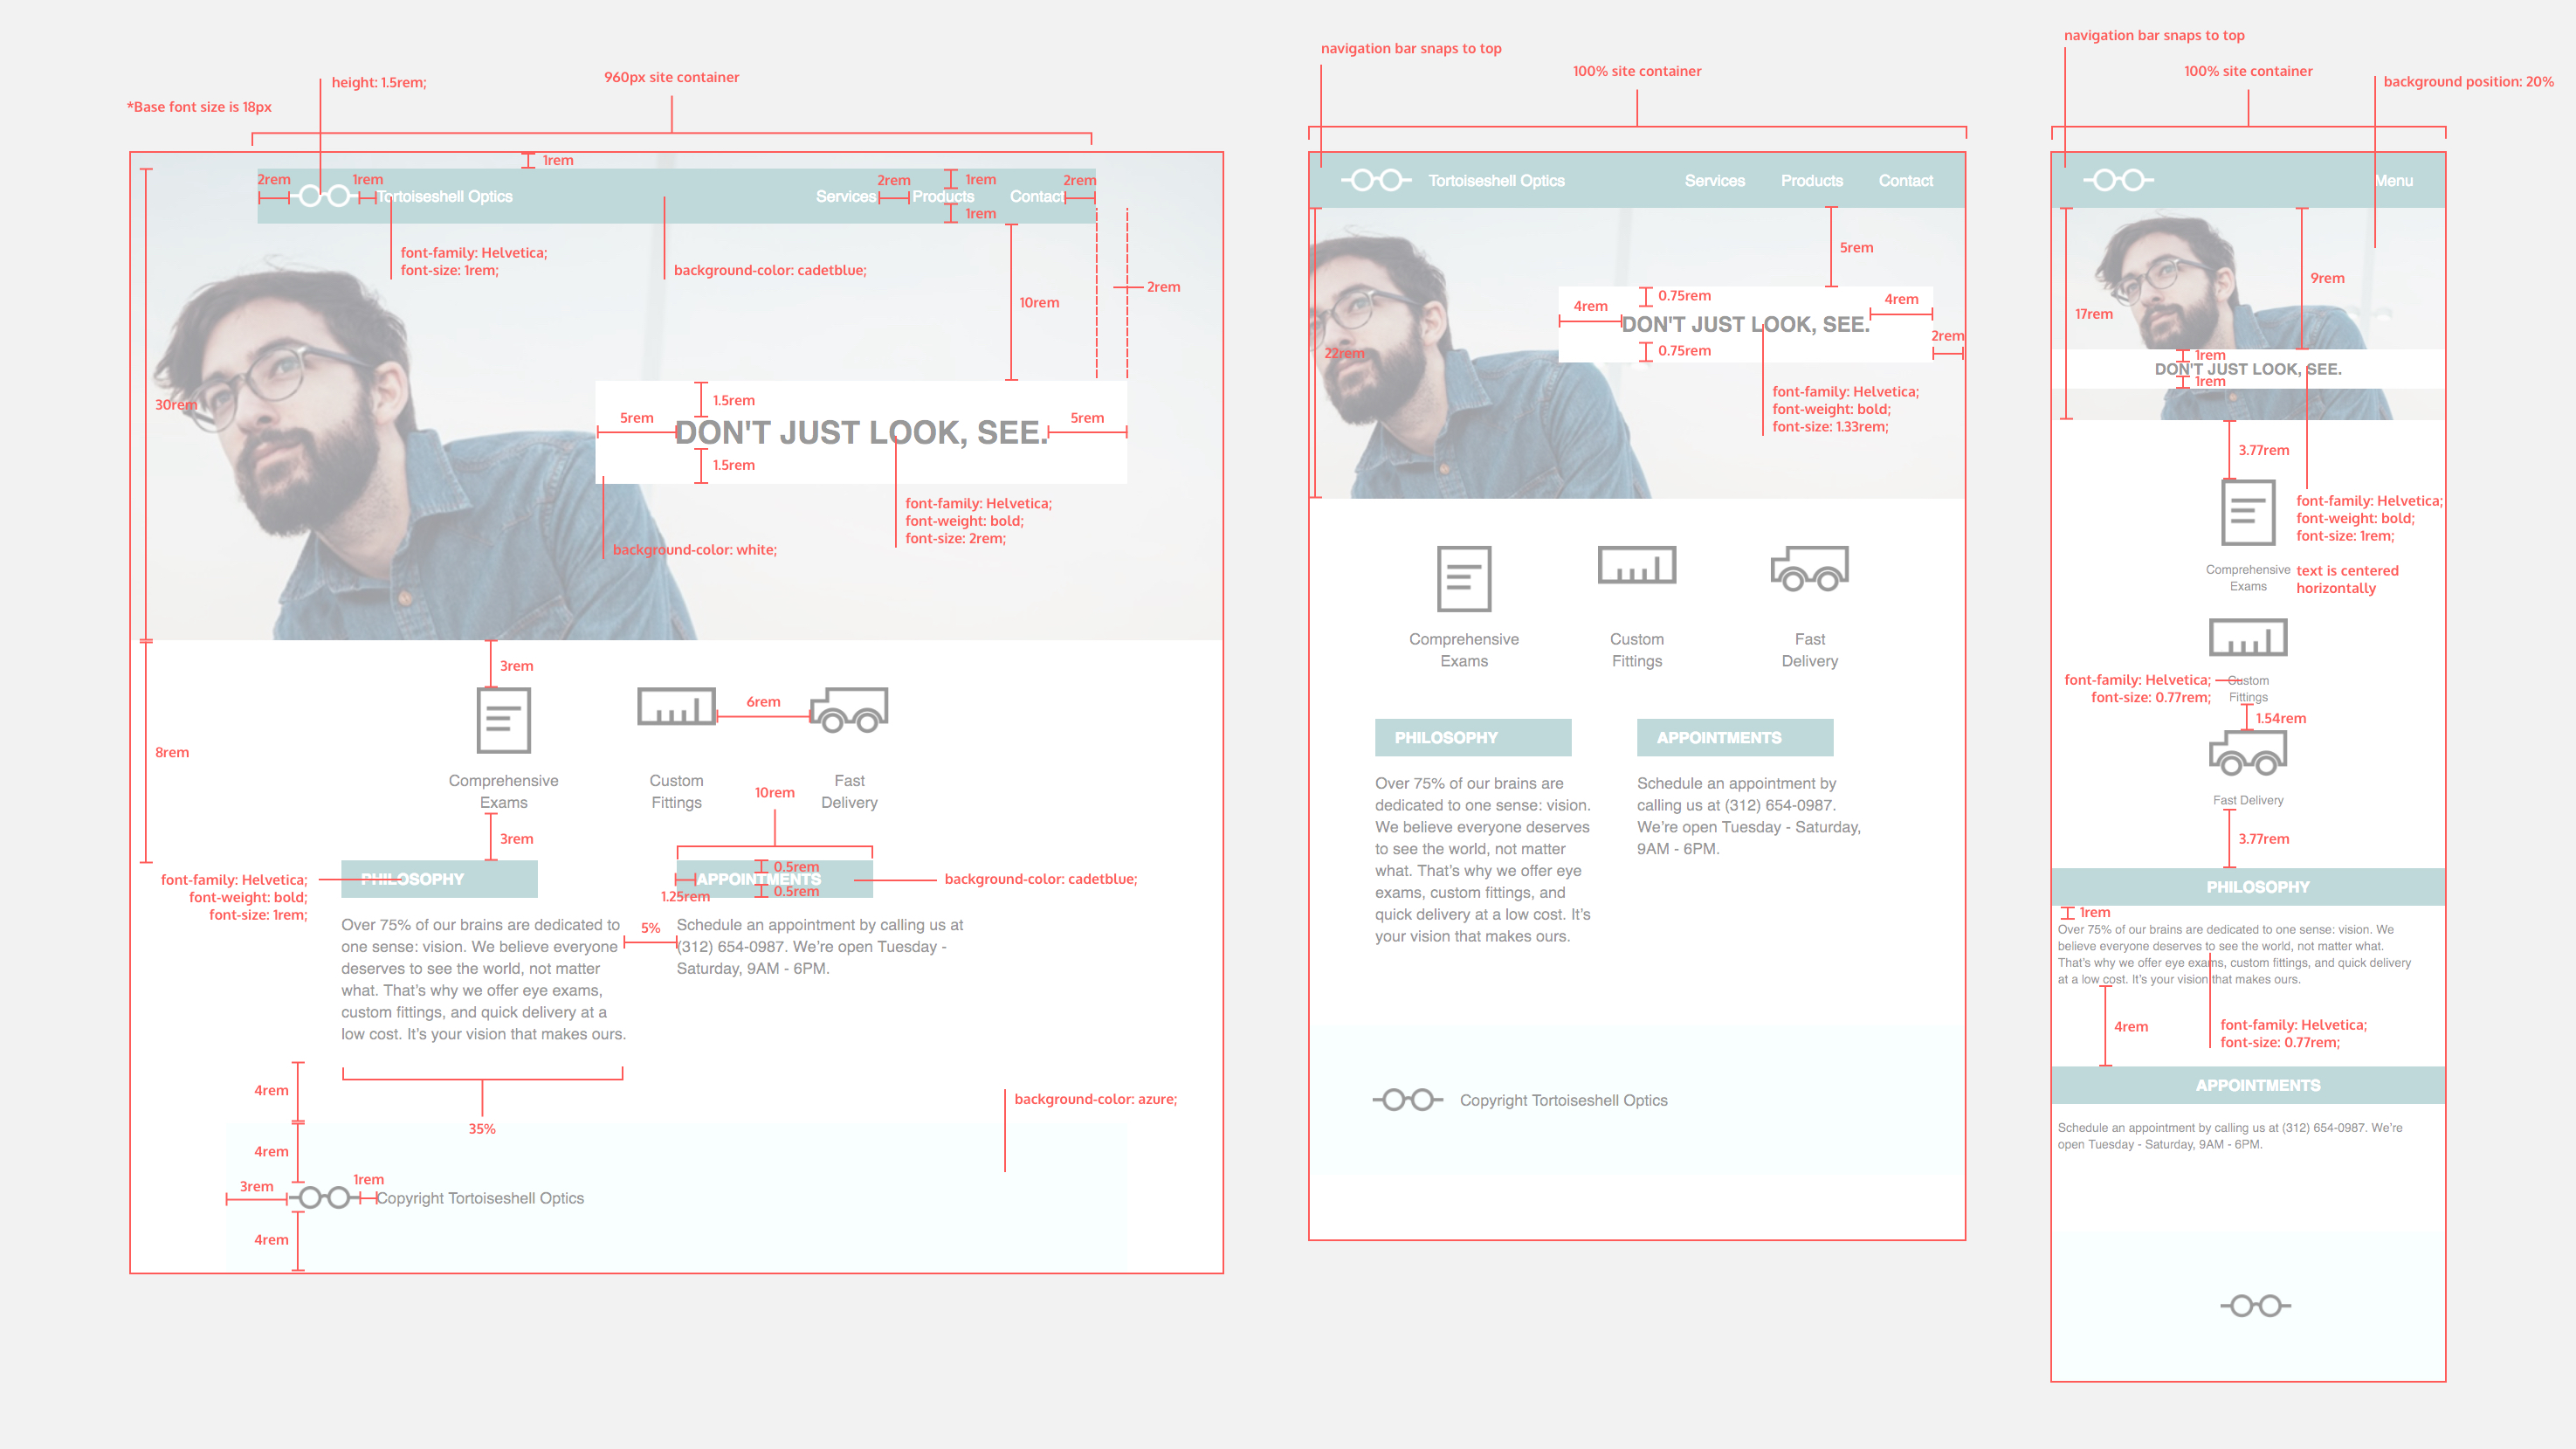 *Base font size is 18px
height: 1.5rem;
960px site container
1rem
2rem
1rem
Tortoiseshell Optics
Services
2rem
Products
1rem
1rem
Contact
2rem
font-family: Helvetica;
font-size: 1rem;
background-color: cadetblue;
10rem
2rem
30rem
5rem
1.5rem
DON'T JUST LOOK, SEE.
1.5rem
5rem
background-color: white;
font-family: Helvetica;
font-weight: bold;
font-size: 2rem;
3rem
6rem
8rem
Comprehensive
Exams
Custom
Fittings
Fast
Delivery
3rem
10rem
font-family: Helvetica;
font-weight: bold;
font-size: 1rem;
PHILOSOPHY
0.5rem
APPOINTMENTS
0.5rem
1.25rem
background-color: cadetblue;
Over 75% of our brains are dedicated to
one sense: vision. We believe everyone
deserves to see the world, not matter
what. That's why we offer eye exams,
custom fittings, and quick delivery at a
low cost. It's your vision that makes ours.
5%
Schedule an appointment by calling us at
(312) 654-0987. We're open Tuesday -
Saturday, 9AM - 6PM.
4rem
35%
background-color: azure;
4rem
3rem
1rem
Copyright Tortoiseshell Optics
4rem
navigation bar snaps to top
100% site container
Tortoiseshell Optics
Services
Products
Contact
5rem
22rem
4rem
0.75rem
DON'T JUST LOOK, SEE.
0.75rem
4rem
2rem
font-family: Helvetica;
font-weight: bold;
font-size: 1.33rem;
Comprehensive
Exams
Custom
Fittings
Fast
Delivery
PHILOSOPHY
APPOINTMENTS
Over 75% of our brains are
dedicated to one sense: vision.
We believe everyone deserves
to see the world, not matter
what. That's why we offer eye
exams, custom fittings, and
quick delivery at a low cost. It's
your vision that makes ours.
Schedule an appointment by
calling us at (312) 654-0987.
We're open Tuesday - Saturday,
9AM - 6PM.
Copyright Tortoiseshell Optics
navigation bar snaps to top
100% site container
background position: 20%
Menu
17rem
9rem
1rem
DON'T JUST LOOK, SEE.
1rem
3.77rem
font-family: Helvetica;
font-weight: bold;
font-size: 1rem;
Comprehensive
Exams
text is centered
horizontally
font-family: Helvetica;
font-size: 0.77rem;
Custom
Fittings
1.54rem
Fast Delivery
3.77rem
PHILOSOPHY
1rem
Over 75% of our brains are dedicated to one sense: vision. We
believe everyone deserves to see the world, not matter what.
That's why we offer eye exams, custom fittings, and quick delivery
at a low cost. It's your vision that makes ours.
4rem
font-family: Helvetica;
font-size: 0.77rem;
APPOINTMENTS
Schedule an appointment by calling us at (312) 654-0987. We're
open Tuesday - Saturday, 9AM - 6PM.